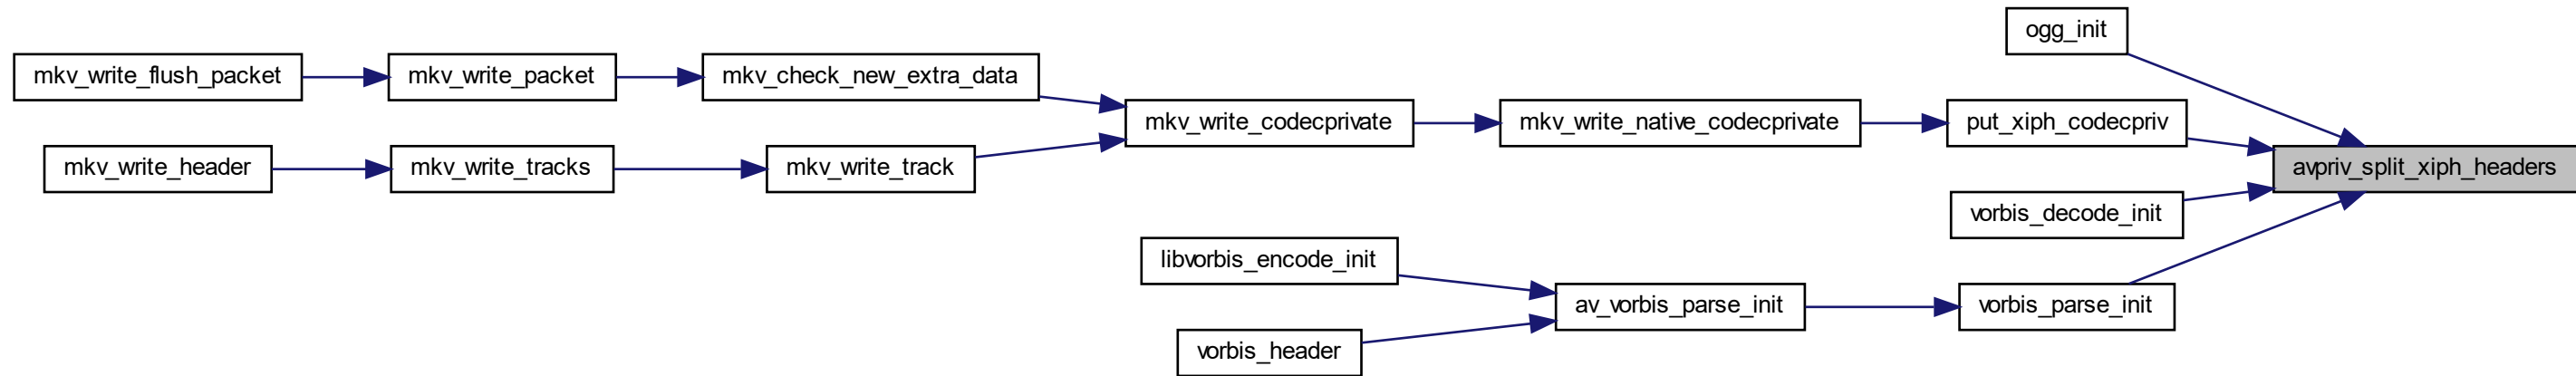 ogg_init
mkv_write_flush_packet
mkv_write_packet
mkv_check_new_extra_data
mkv_write_codecprivate
mkv_write_native_codecprivate
put_xiph_codecpriv
mkv_write_header
mkv_write_tracks
mkv_write_track
avpriv_split_xiph_headers
vorbis_decode_init
libvorbis_encode_init
av_vorbis_parse_init
vorbis_parse_init
vorbis_header